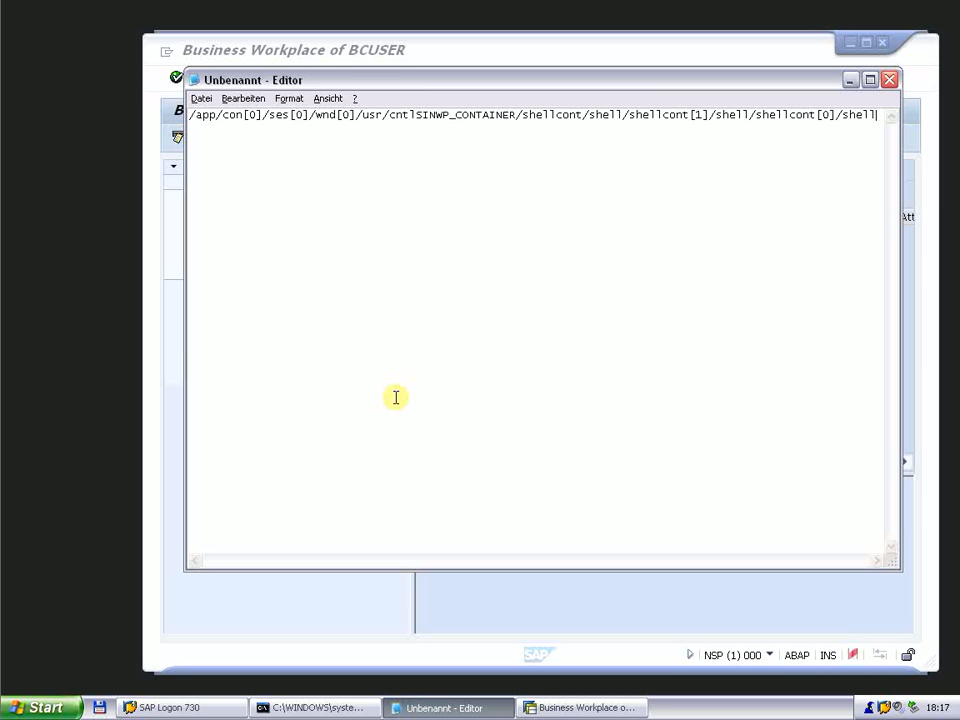 Business Workplace of BCUSER
Unbenannt - Editor
Datei Bearbeiten Format Ansicht ?
/app/con[0]/ses[0]/wnd[0]/usr/cntlSINWP_CONTAINER/shellcont/shell/shellcont[1]/shell/shellcont[0]/shell
B
Att
SAP
NSP (1) 000 ABAP INS
Start SAP Logon 730 C:\WINDOWS\syste... Unbenannt - Editor Business Workplace o... 18:17